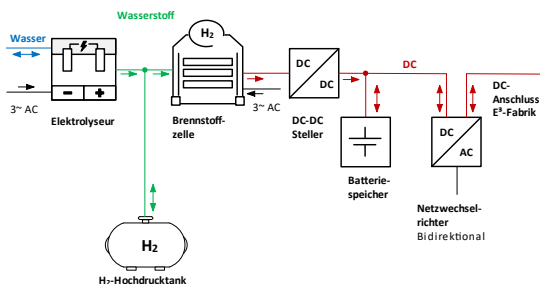 Wasserstoff
Wasser
H₂
3~ AC
Elektrolyseur
Brennstoff-
zelle
3~ AC
DC
DC
DC-DC
Steller
DC
Batterie-
speicher
DC
AC
DC-
Anschluss
E³-Fabrik
Netzwechsel-
richter
Bidirektional
H₂
H₂-Hochdrucktank